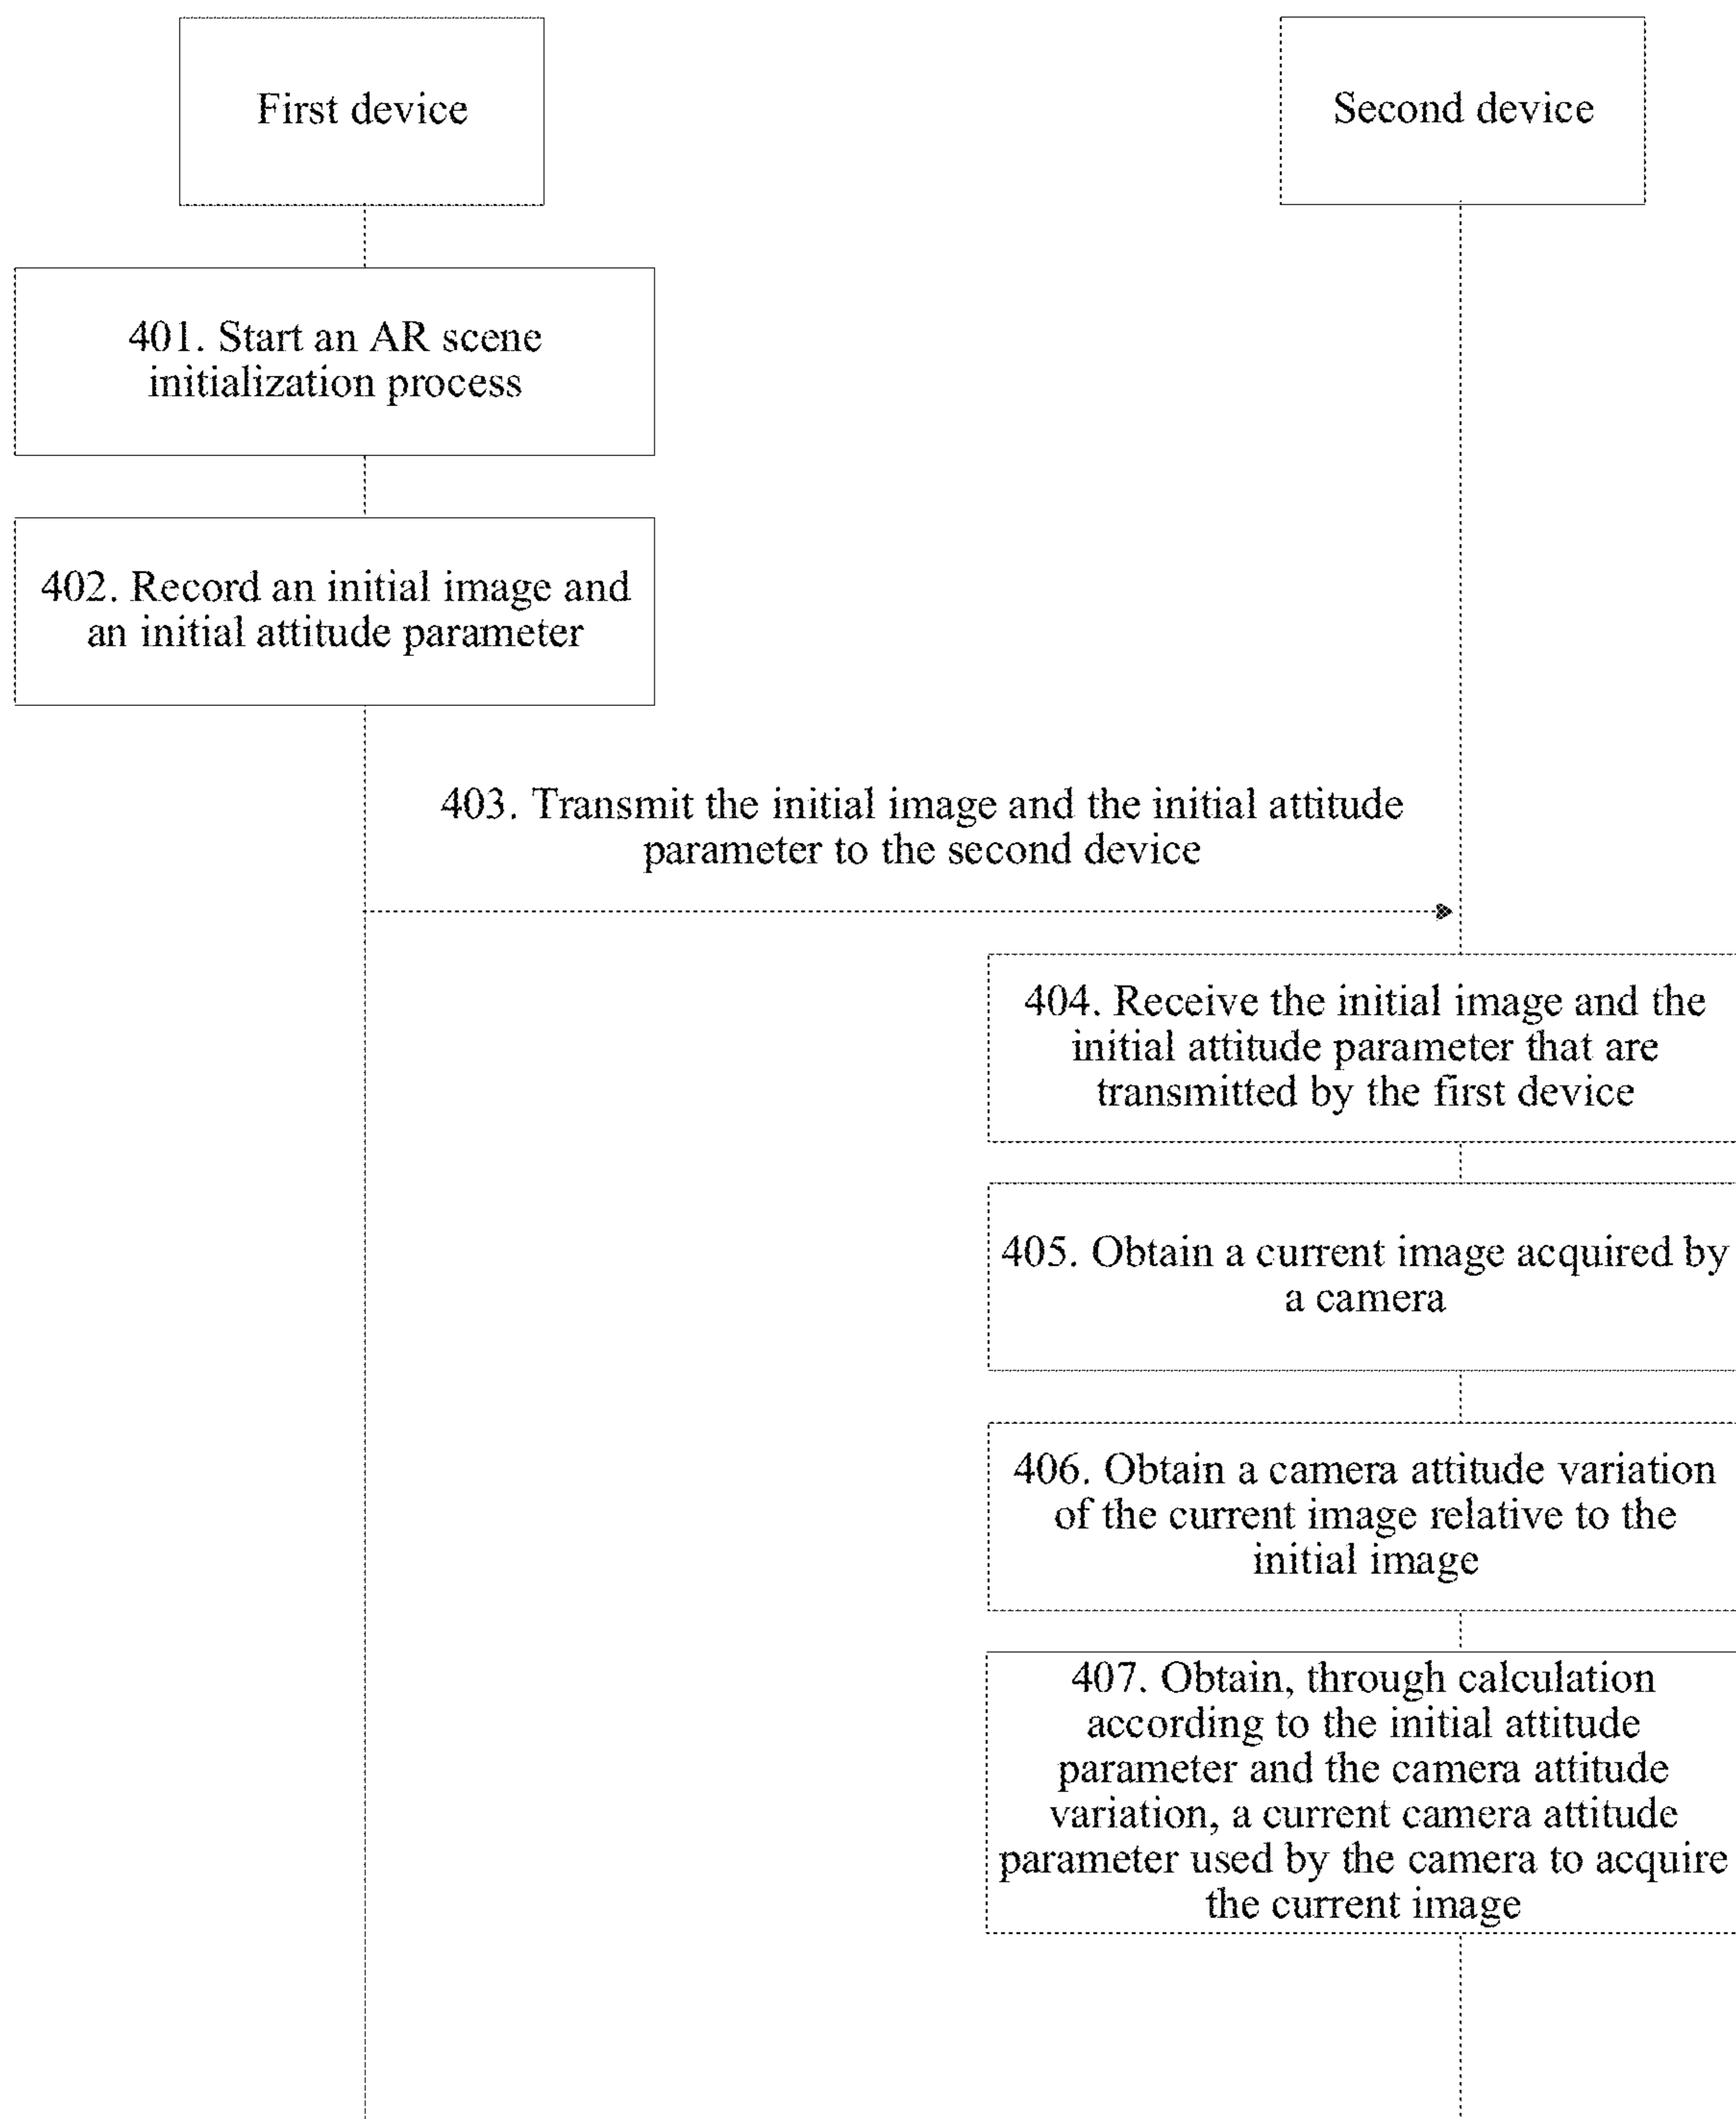 First device
Second device
401. Start an AR scene
initialization process
402. Record an initial image and
an initial attitude parameter
403. Transmit the initial image and the initial attitude
parameter to the second device
404. Receive the initial image and the
initial attitude parameter that are
transmitted by the first device
405. Obtain a current image acquired by
a camera
406. Obtain a camera attitude variation
of the current image relative to the
initial image
407. Obtain, through calculation
according to the initial attitude
parameter and the camera attitude
variation, a current camera attitude
parameter used by the camera to acquire
the current image